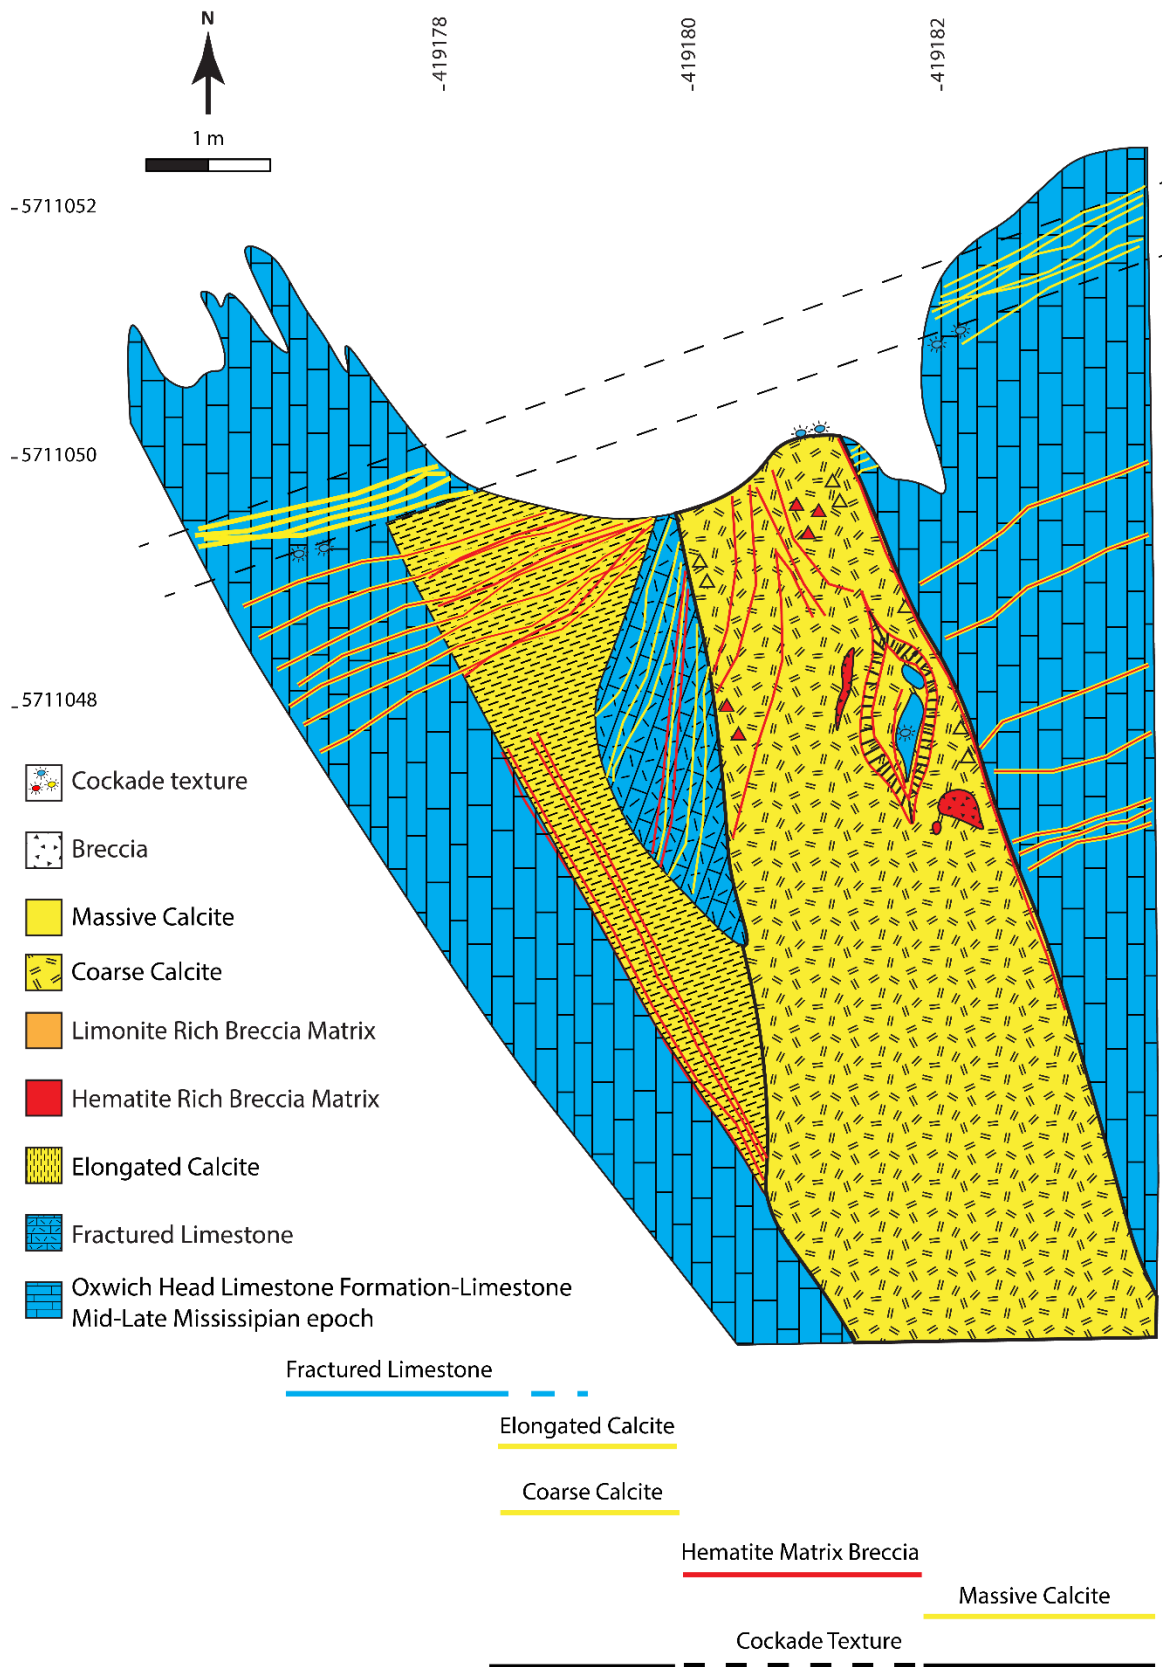 N
-419178
-419180
-419182
1 m
-5711052
-5711050
-5711048
Cockade texture
Breccia
Massive Calcite
Coarse Calcite
Limonite Rich Breccia Matrix
Hematite Rich Breccia Matrix
Elongated Calcite
Fractured Limestone
Oxwich Head Limestone Formation-Limestone
Mid-Late Mississipian epoch
Fractured Limestone
Elongated Calcite
Coarse Calcite
Hematite Matrix Breccia
Massive Calcite
Cockade Texture